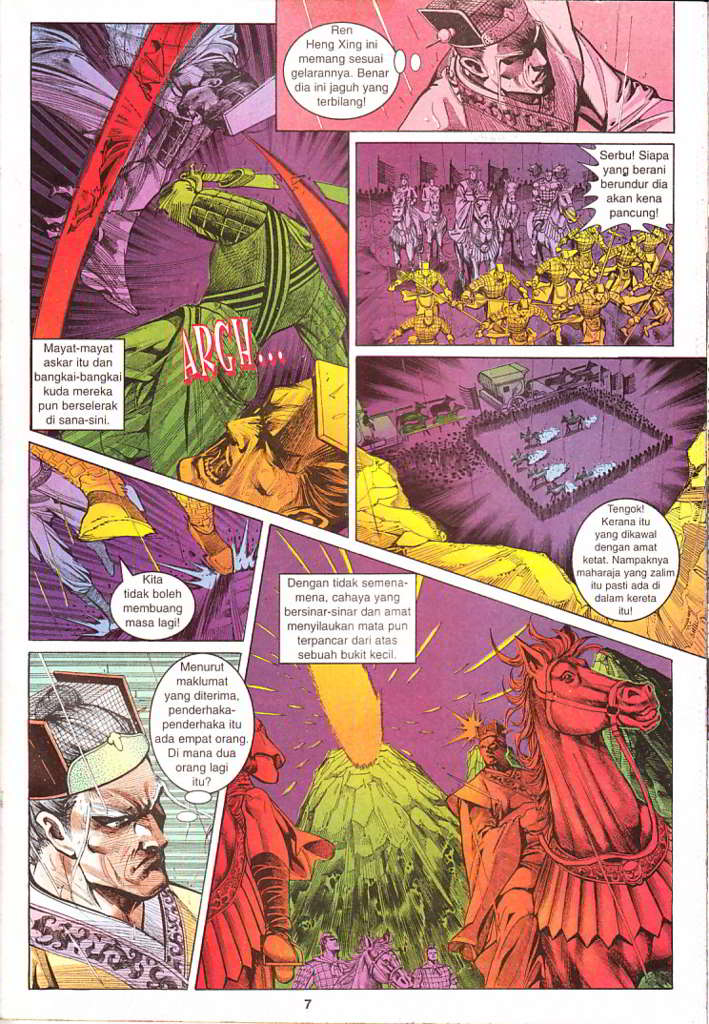 Ren
Heng Xing ini
memang sesuai
gelarannya. Benar
dia ini jaguh yang
terbilang!
ARGH...
Mayat-mayat
askar itu dan
bangkai-bangkai
kuda mereka
pun berselerak
di sana-sini.
Serbu! Siapa
yang berani
berundur dia
akan kena
pancung!
Tengok!
Kerana itu
yang dikawal
dengan amat
ketat. Nampaknya
maharaja yang zalim
itu pasti ada di
dalam kereta
itu!
Kita
tidak boleh
membuang
masa lagi!
Dengan tidak semena-
mena, cahaya yang
bersinar-sinar dan amat
menyilaukan mata pun
terpancar dari atas
sebuah bukit kecil.
Menurut
maklumat
yang diterima,
penderhaka-
penderhaka itu
ada empat orang.
Di mana dua
orang lagi
itu?
7